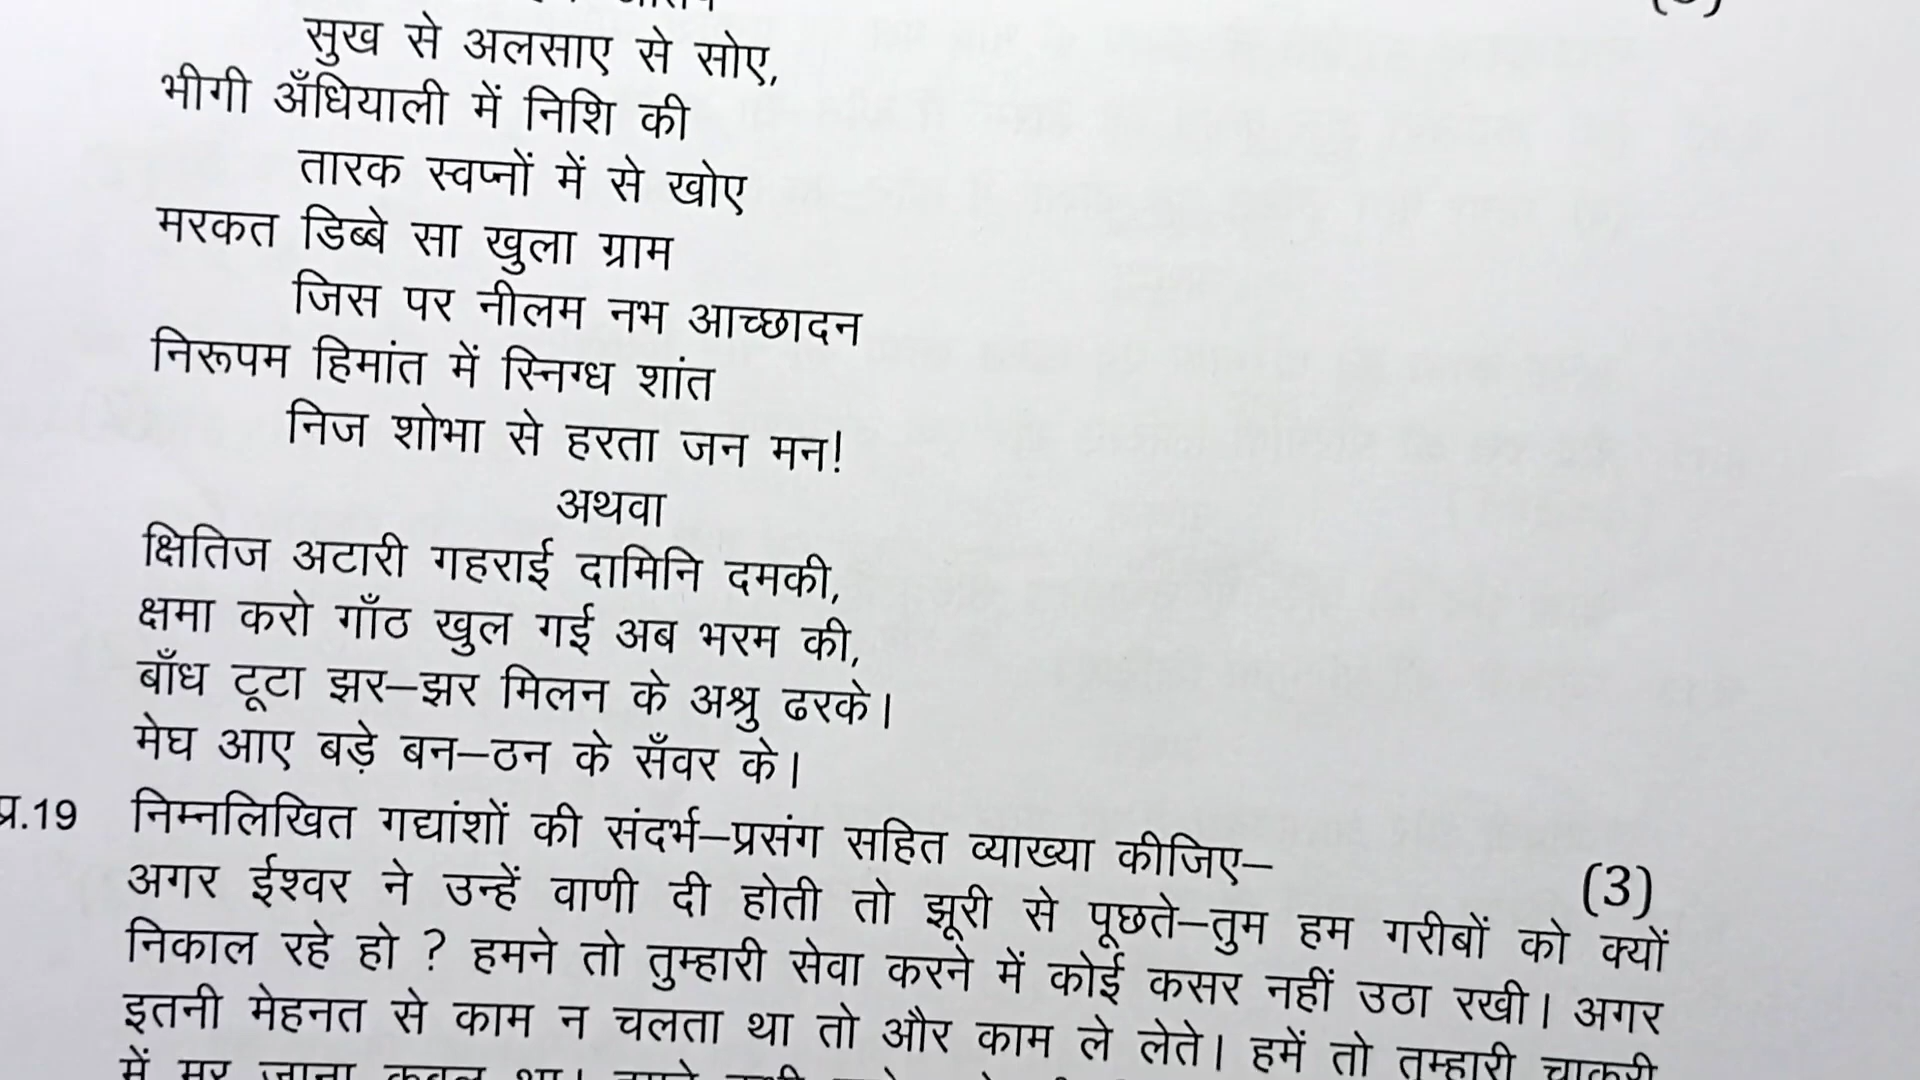 सुख से अलसाए से सोए,
भीगी अँधियाली में निशि की
तारक स्वप्नों में से खोए
मरकत डिब्बे सा खुला ग्राम
जिस पर नीलम नभ आच्छादन
निरूपम हिमांत में स्निग्ध शांत
निज शोभा से हरता जन मन!
अथवा
क्षितिज अटारी गहराई दामिनि दमकी,
क्षमा करो गाँठ खुल गई अब भरम की,
बाँध टूटा झर–झर मिलन के अश्रु ढरके।
मेघ आए बड़े बन–ठन के सँवर के।
प्र.19 निम्नलिखित गद्यांशों की संदर्भ–प्रसंग सहित व्याख्या कीजिए– (3)
अगर ईश्वर ने उन्हें वाणी दी होती तो झूरी से पूछते–तुम हम गरीबों को क्यों
निकाल रहे हो ? हमने तो तुम्हारी सेवा करने में कोई कसर नहीं उठा रखी। अगर
इतनी मेहनत से काम न चलता था तो और काम ले लेते। हमें तो तुम्हारी चाकरी
में मर जाना कबूल था।